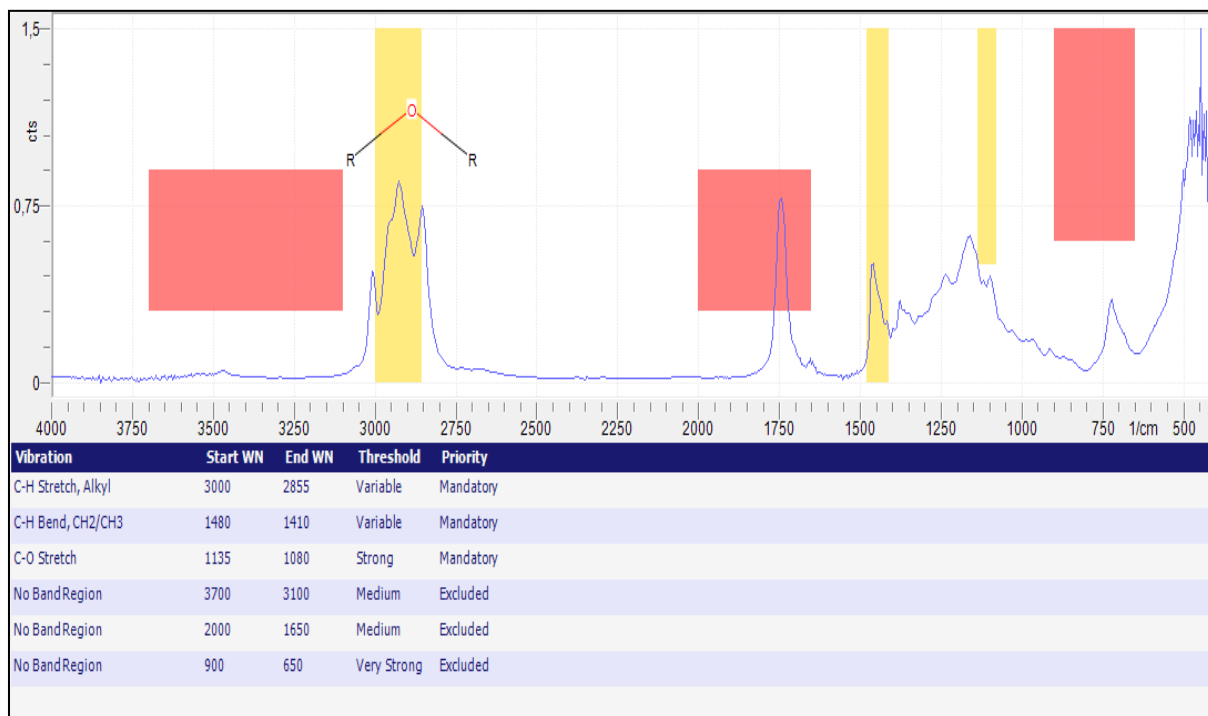 1,5
cts
O
R R
0,75
0
4000 3750 3500 3250 3000 2750 2500 2250 2000 1750 1500 1250 1000 750 1/cm 500
Vibration Start WN End WN Threshold Priority
C-H Stretch, Alkyl 3000 2855 Variable Mandatory
C-H Bend, CH2/CH3 1480 1410 Variable Mandatory
C-O Stretch 1135 1080 Strong Mandatory
No Band Region 3700 3100 Medium Excluded
No Band Region 2000 1650 Medium Excluded
No Band Region 900 650 Very Strong Excluded